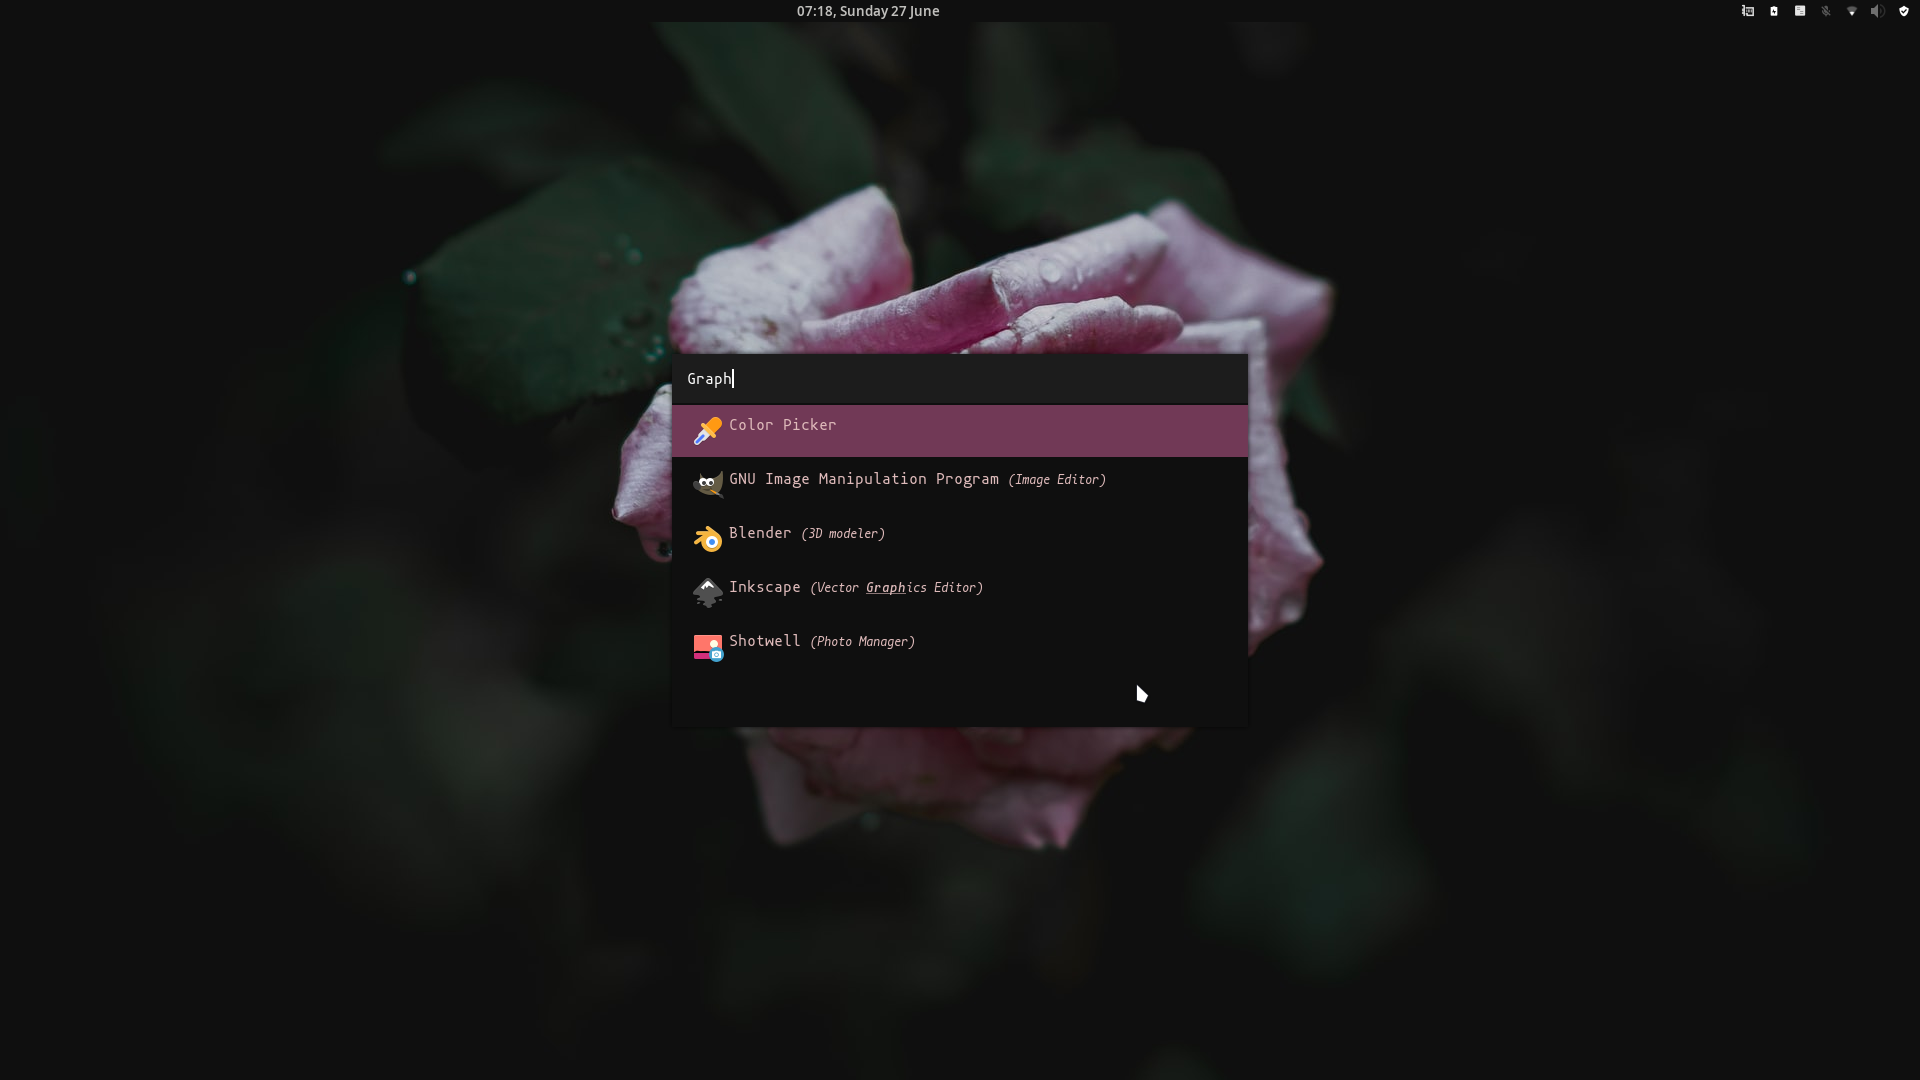 07:18, Sunday 27 June
Graph
Color Picker
GNU Image Manipulation Program (Image Editor)
Blender (3D modeler)
Inkscape (Vector Graphics Editor)
Shotwell (Photo Manager)